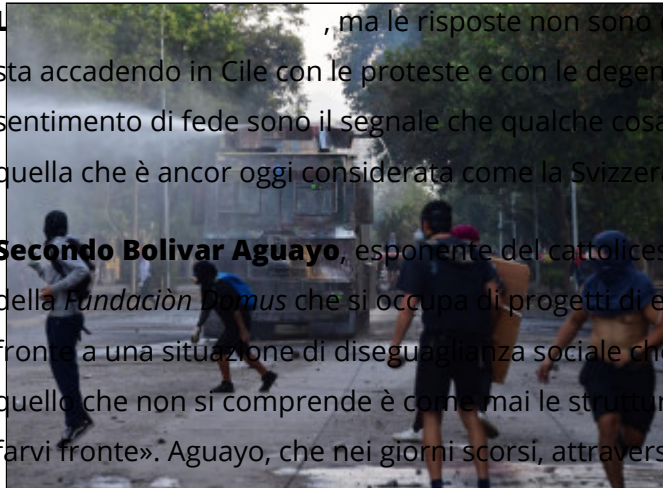 , ma le risposte non sono
sta accadendo in Cile con le proteste e con le degen
sentimento di fede sono il segnale che qualche cosa
quella che è ancor oggi considerata come la Svizzera
Secondo Bolivar Aguayo, esponente del cattolices
della Fundaciòn Domus che si occupa di progetti di e
fronte a una situazione di diseguaglianza sociale che
quello che non si comprende è come mai le struttur
farvi fronte». Aguayo, che nei giorni scorsi, attravers